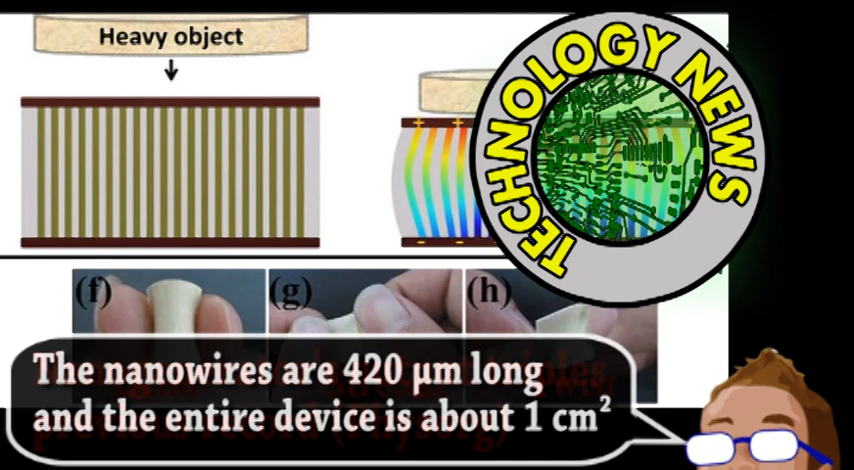 Heavy object
TECHNOLOGY NEWS
(f)
(g)
(h)
The nanowires are 420 μm long
and the entire device is about 1 cm²